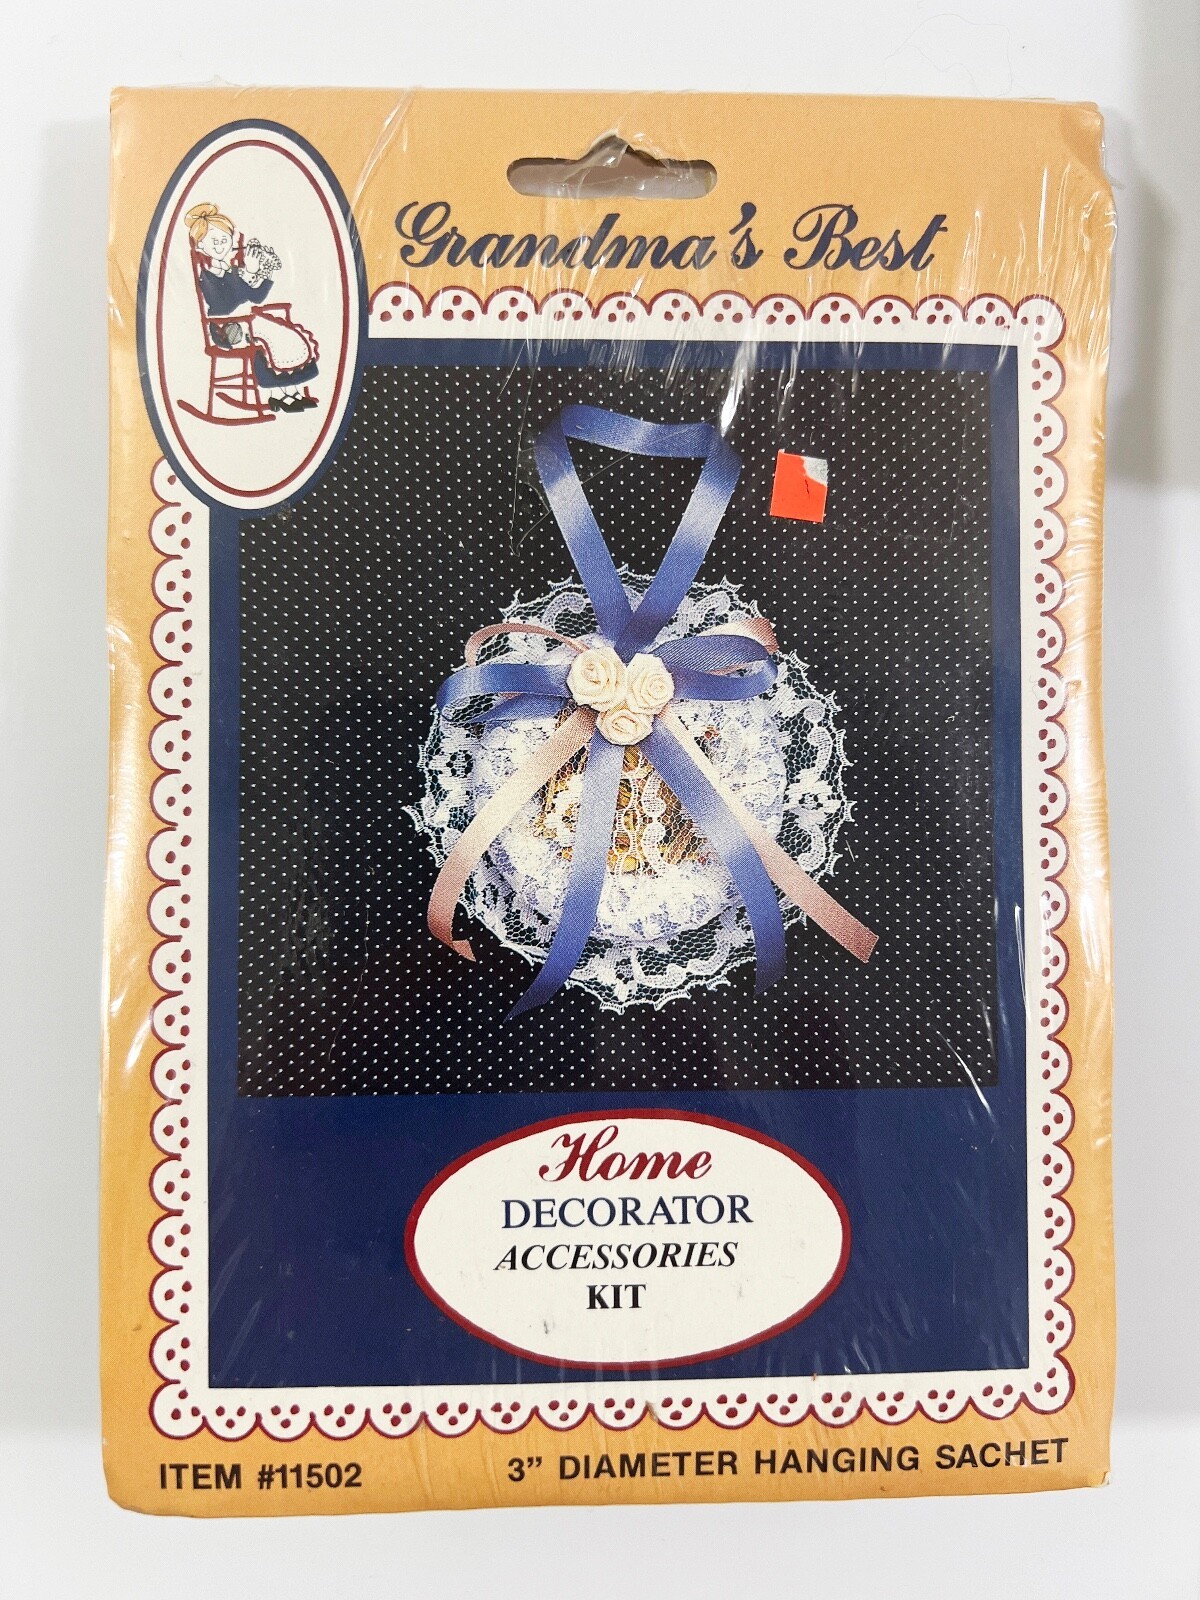 Grandma's Best
Home
DECORATOR
ACCESSORIES
KIT
ITEM #11502
3” DIAMETER HANGING SACHET